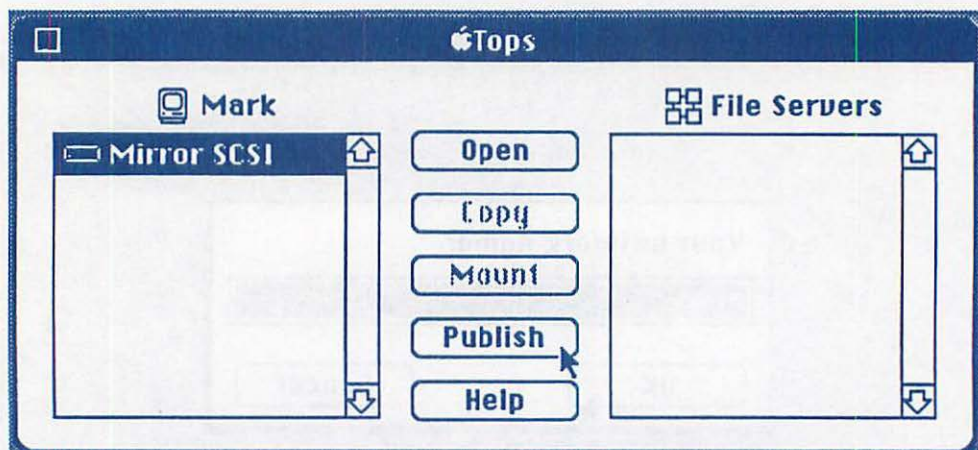 Tops
Mark
File Servers
Mirror SCSI
Open
Copy
Mount
Publish
Help